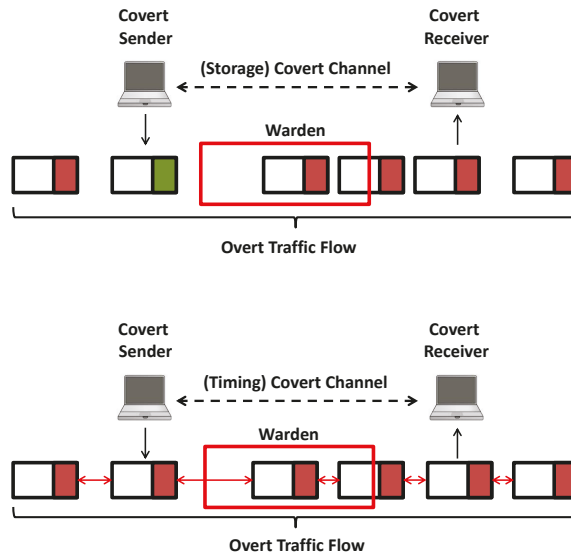 Covert
Sender
Covert
Receiver
(Storage) Covert Channel
Warden
Overt Traffic Flow
Covert
Sender
Covert
Receiver
(Timing) Covert Channel
Warden
Overt Traffic Flow